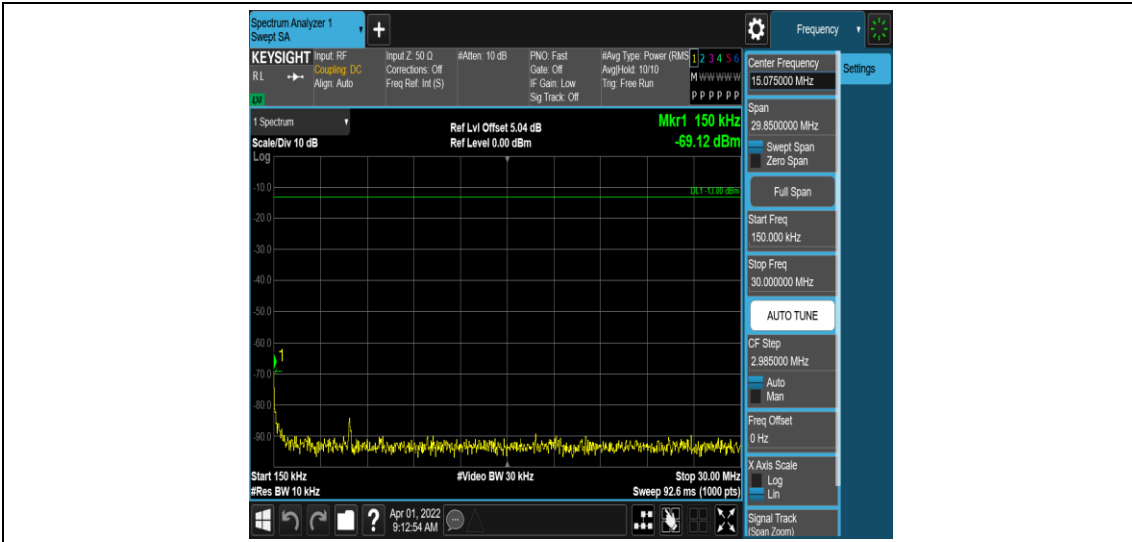 Spectrum Analyzer 1
Swept SA
+
Frequency
KEYSIGHT
RL
LXI
Input: RF
Coupling: DC
Align: Auto
Input Z: 50 Ω
Corrections: Off
Freq Ref: Int (S)
#Atten: 10 dB
PNO: Fast
Gate: Off
IF Gain: Low
Sig Track: Off
#Avg Type: Power (RMS
Avg|Hold: 10/10
Trig: Free Run
1 2 3 4 5 6
M W W W W W
P P P P P P
1 Spectrum
Scale/Div 10 dB
Log
Ref Lvl Offset 5.04 dB
Ref Level 0.00 dBm
Mkr1 150 kHz
-69.12 dBm
DL1 -13.00 dBm
-10.0
-20.0
-30.0
-40.0
-50.0
-60.0
-70.0
-80.0
-90.0
1
Start 150 kHz
#Res BW 10 kHz
#Video BW 30 kHz
Stop 30.00 MHz
Sweep 92.6 ms (1000 pts)
?
Apr 01, 2022
9:12:54 AM
Center Frequency
15.075000 MHz
Span
29.8500000 MHz
Swept Span
Zero Span
Full Span
Start Freq
150.000 kHz
Stop Freq
30.000000 MHz
AUTO TUNE
CF Step
2.985000 MHz
Auto
Man
Freq Offset
0 Hz
X Axis Scale
Log
Lin
Signal Track
(Span Zoom)
Settings